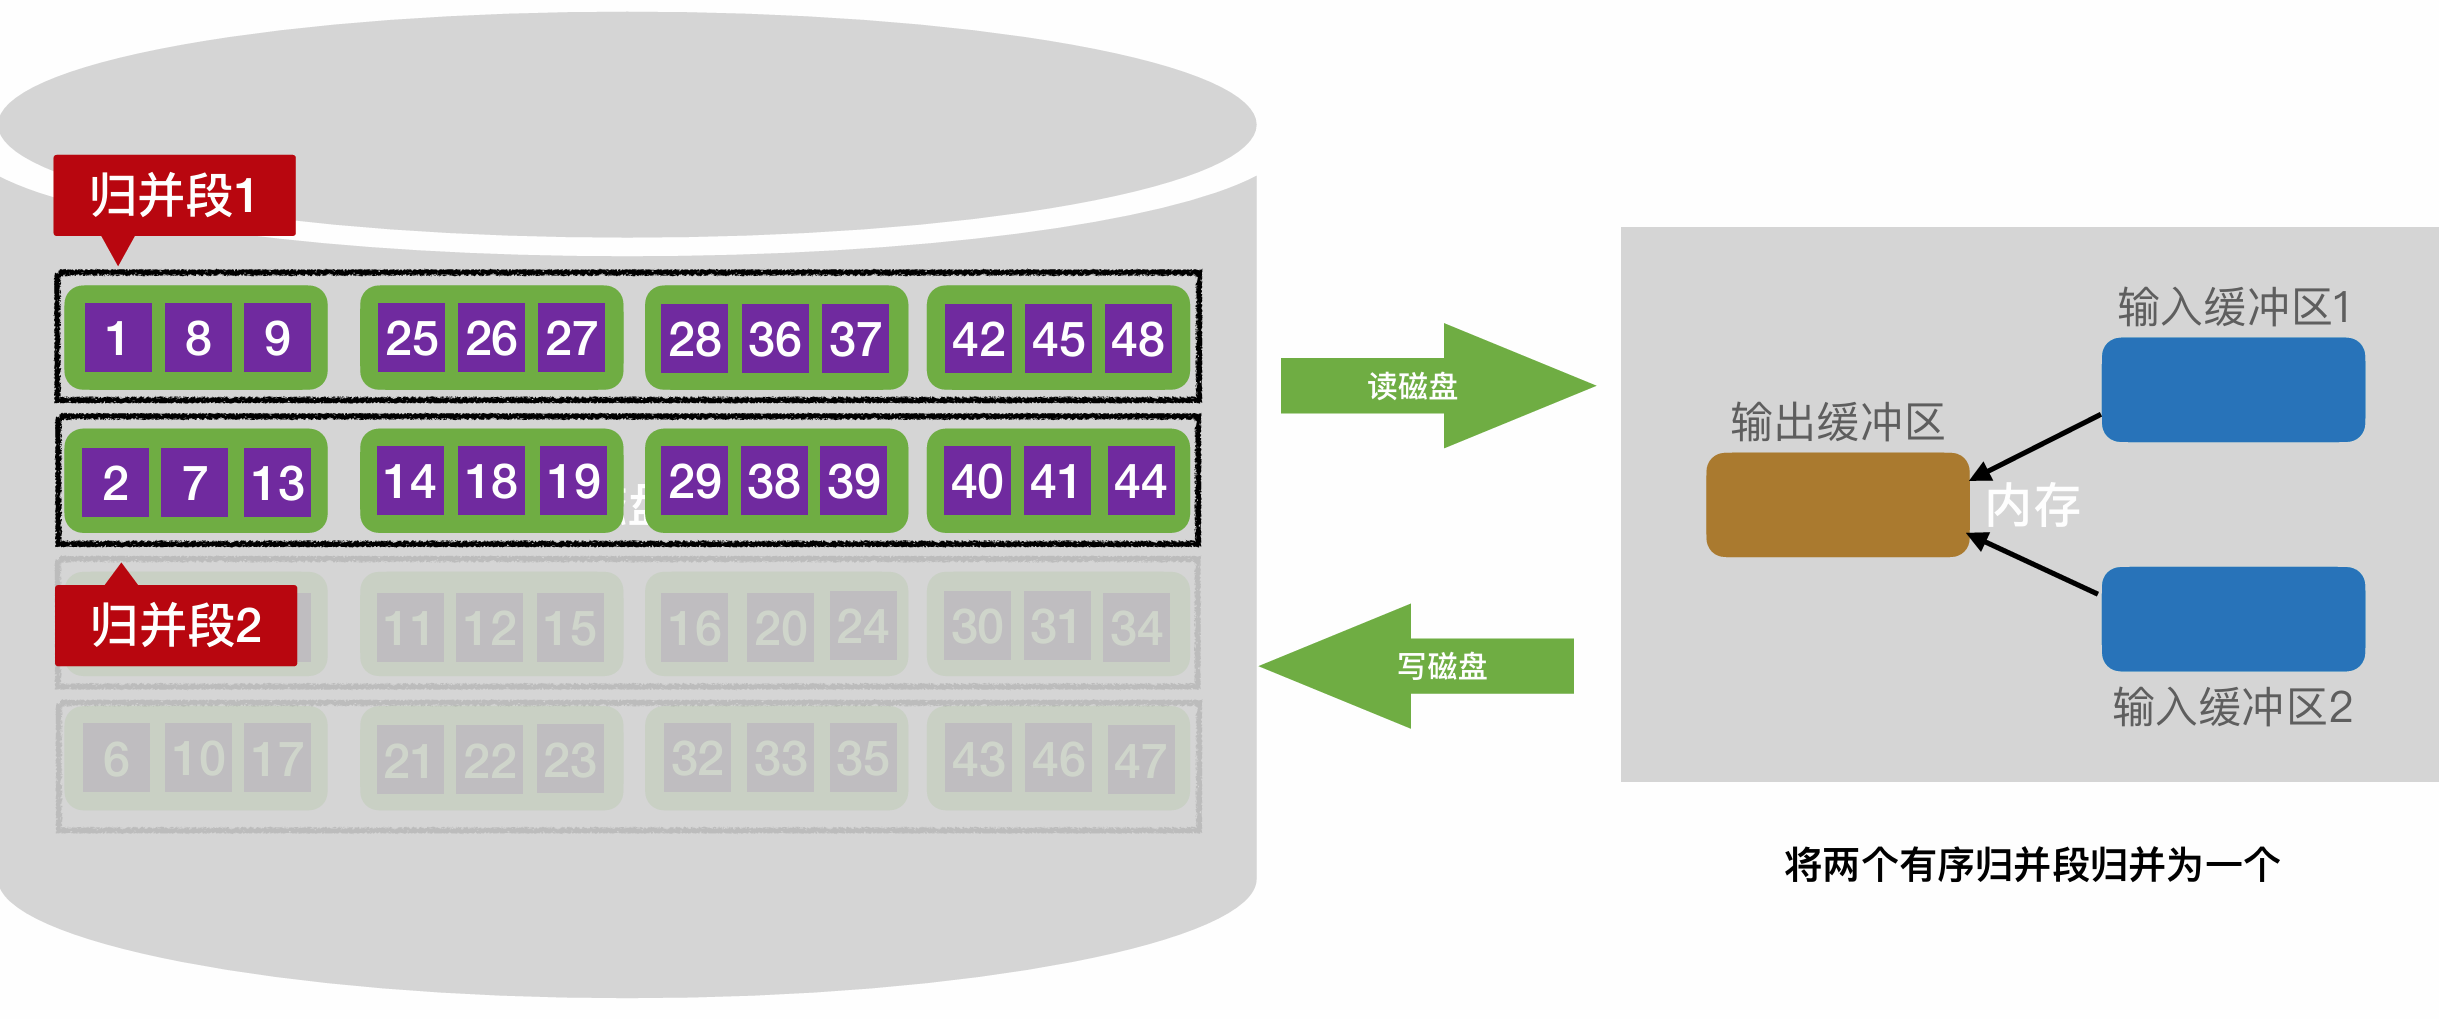 归并段1
1 8 9 25 26 27 28 36 37 42 45 48
2 7 13 14 18 19 29 38 39 40 41 44
盘
归并段2
11 12 15 16 20 24 30 31 34
6 10 17 21 22 23 32 33 35 43 46 47
读磁盘
写磁盘
输入缓冲区1
输出缓冲区
内存
输入缓冲区2
将两个有序归并段归并为一个